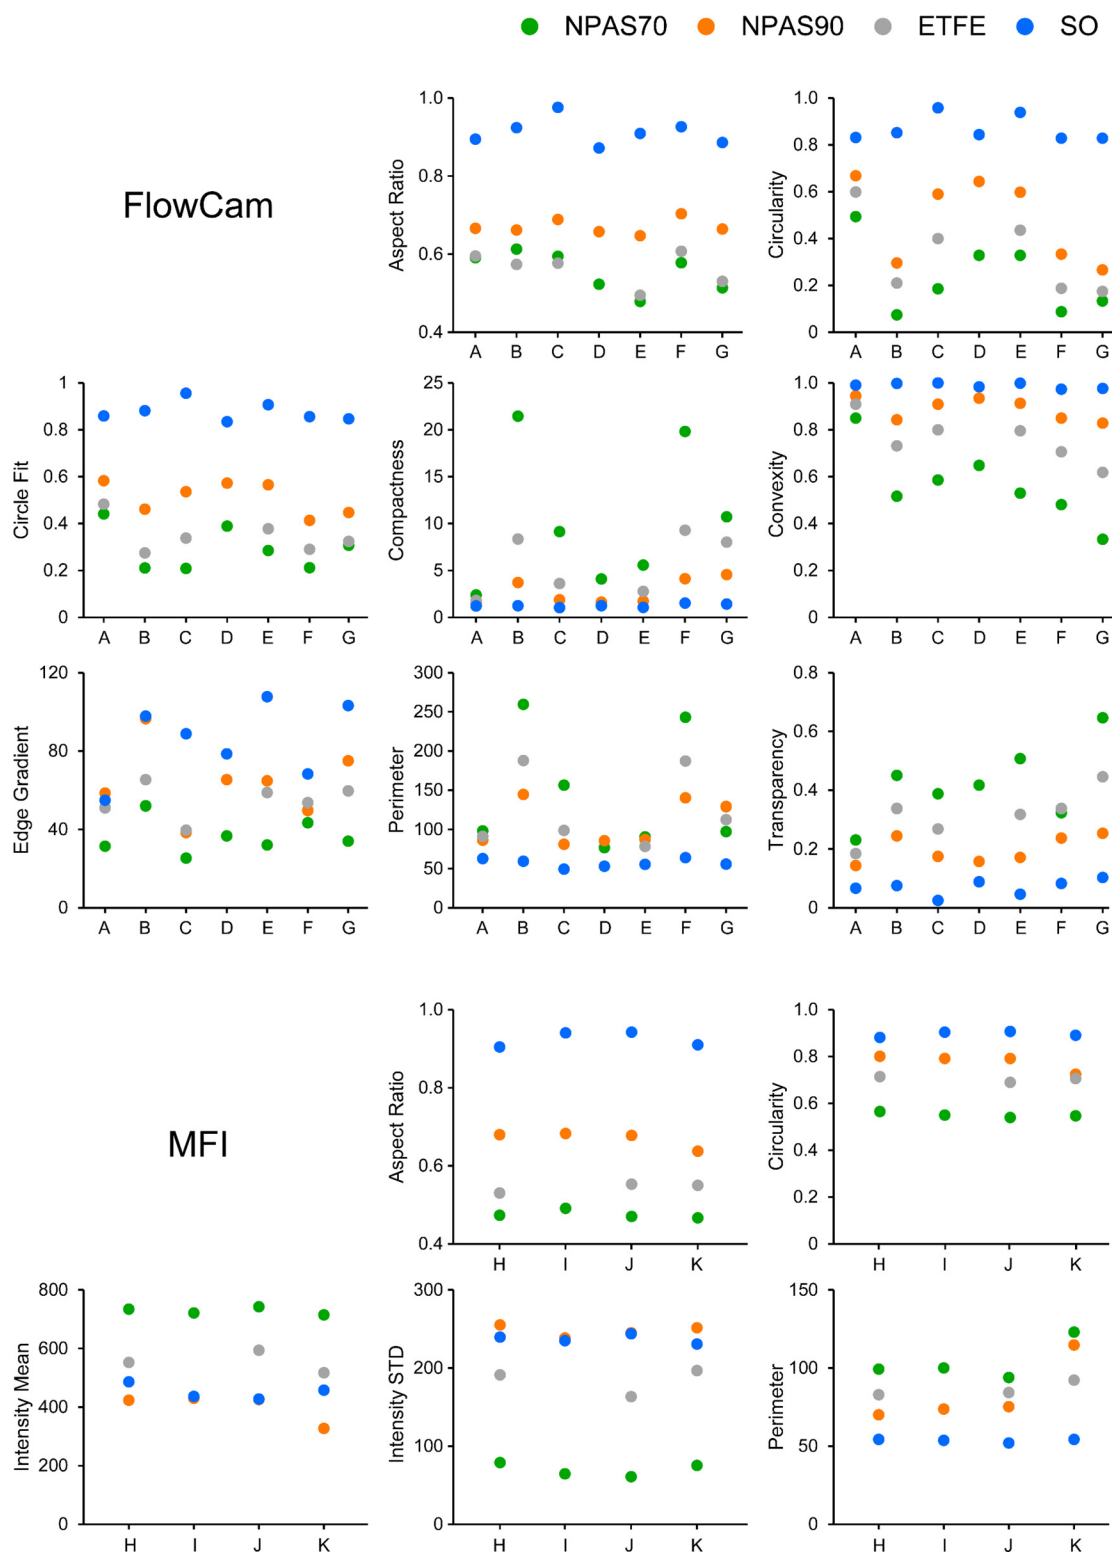 NPAS70 NPAS90 ETFE SO
FlowCam
Aspect Ratio
1.0
0.8
0.6
0.4
A B C D E F G
Circularity
1.0
0.8
0.6
0.4
0.2
0
A B C D E F G
Circle Fit
1
0.8
0.6
0.4
0.2
0
A B C D E F G
Compactness
25
20
15
10
5
0
A B C D E F G
Convexity
1.0
0.8
0.6
0.4
0.2
0
A B C D E F G
Edge Gradient
120
80
40
0
A B C D E F G
Perimeter
300
250
200
150
100
50
0
A B C D E F G
Transparency
0.8
0.6
0.4
0.2
0
A B C D E F G
MFI
Aspect Ratio
1.0
0.8
0.6
0.4
H I J K
Circularity
1.0
0.8
0.6
0.4
0.2
0
H I J K
Intensity Mean
800
600
400
200
0
H I J K
Intensity STD
300
200
100
0
H I J K
Perimeter
150
100
50
0
H I J K